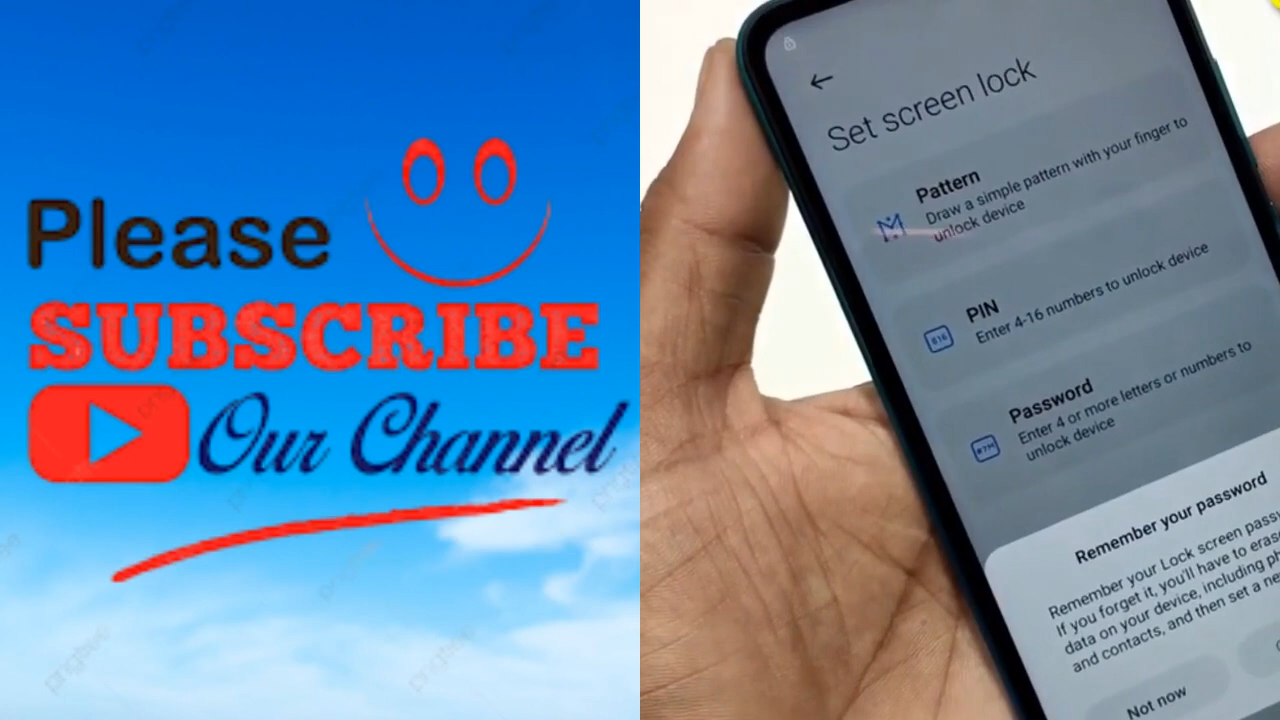 Please
SUBSCRIBE
Our Channel
Set screen lock
Pattern
Draw a simple pattern with your finger to
unlock device
PIN
Enter 4-16 numbers to unlock device
Password
Enter 4 or more letters or numbers to
unlock device
Remember your password
Remember your Lock screen
If you forget it, you'll have to
data on your device, including
and contacts, and then set a
Not now